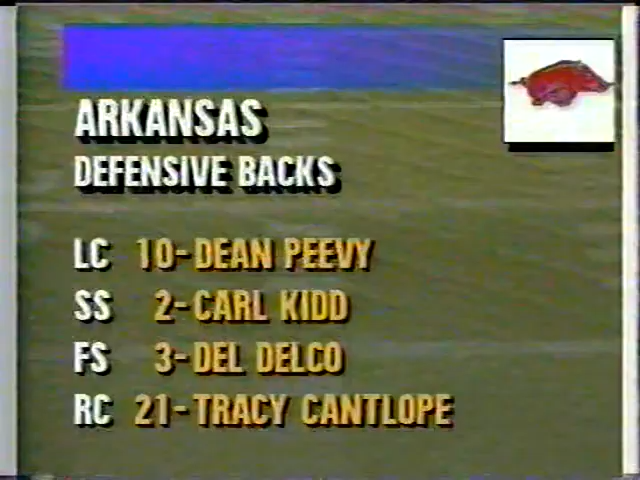 ARKANSAS
DEFENSIVE BACKS
LC 10-DEAN PEEVY
SS 2-CARL KIDD
FS 3-DEL DELCO
RC 21-TRACY CANTLOPE